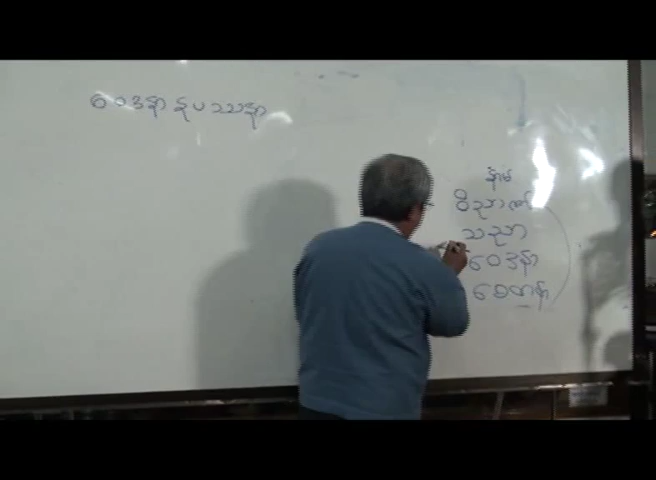 ဝေဒနာ နုပဿနာ
နာမ်
ဝိညာဏ်
သညာ
ဝေဒနာ
စေတနာ